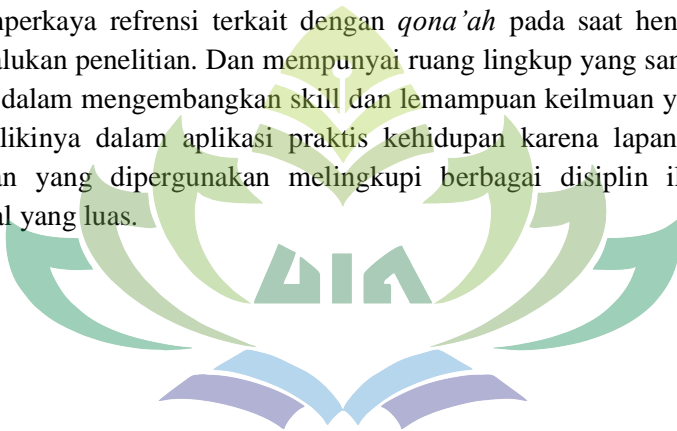 nperkaya refrensi terkait dengan qona’ah pada saat hen
alukan penelitian. Dan mempunyai ruang lingkup yang san
dalam mengembangkan skill dan lemampuan keilmuan y
likinya dalam aplikasi praktis kehidupan karena lapan
an yang dipergunakan melingkupi berbagai disiplin il
al yang luas.
UIN